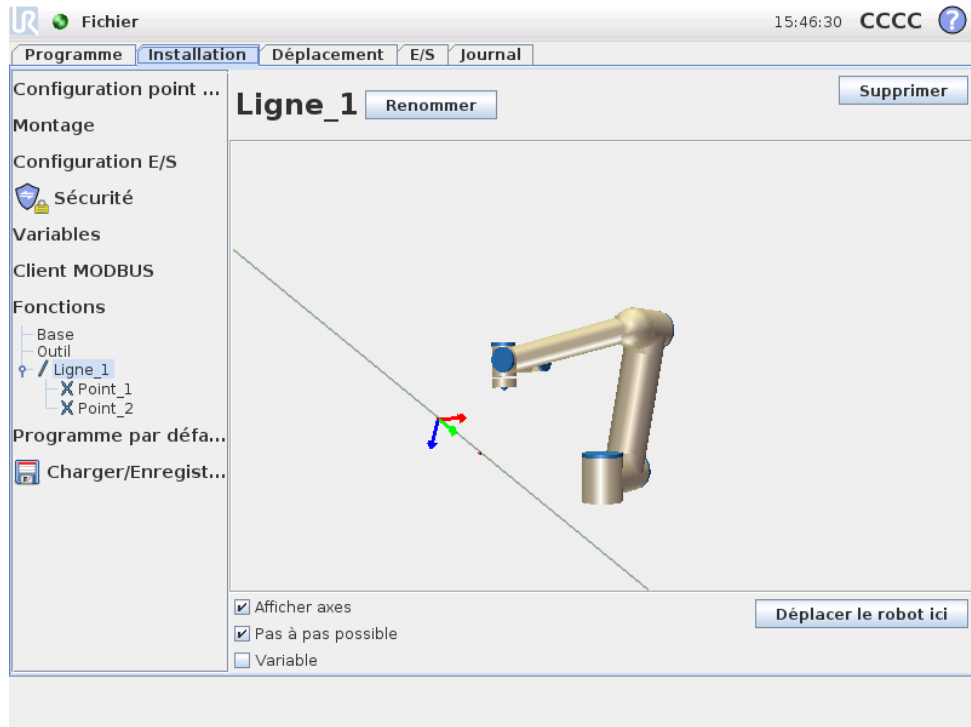 UR Fichier 15:46:30 CCCC ?
Programme Installation Déplacement E/S Journal
Configuration point ...
Montage
Configuration E/S
Sécurité
Variables
Client MODBUS
Fonctions
Base
Outil
Ligne_1
Point_1
Point_2
Programme par défa...
Charger/Enregist...
Ligne_1 Renommer Supprimer
Afficher axes
Pas à pas possible
Variable
Déplacer le robot ici